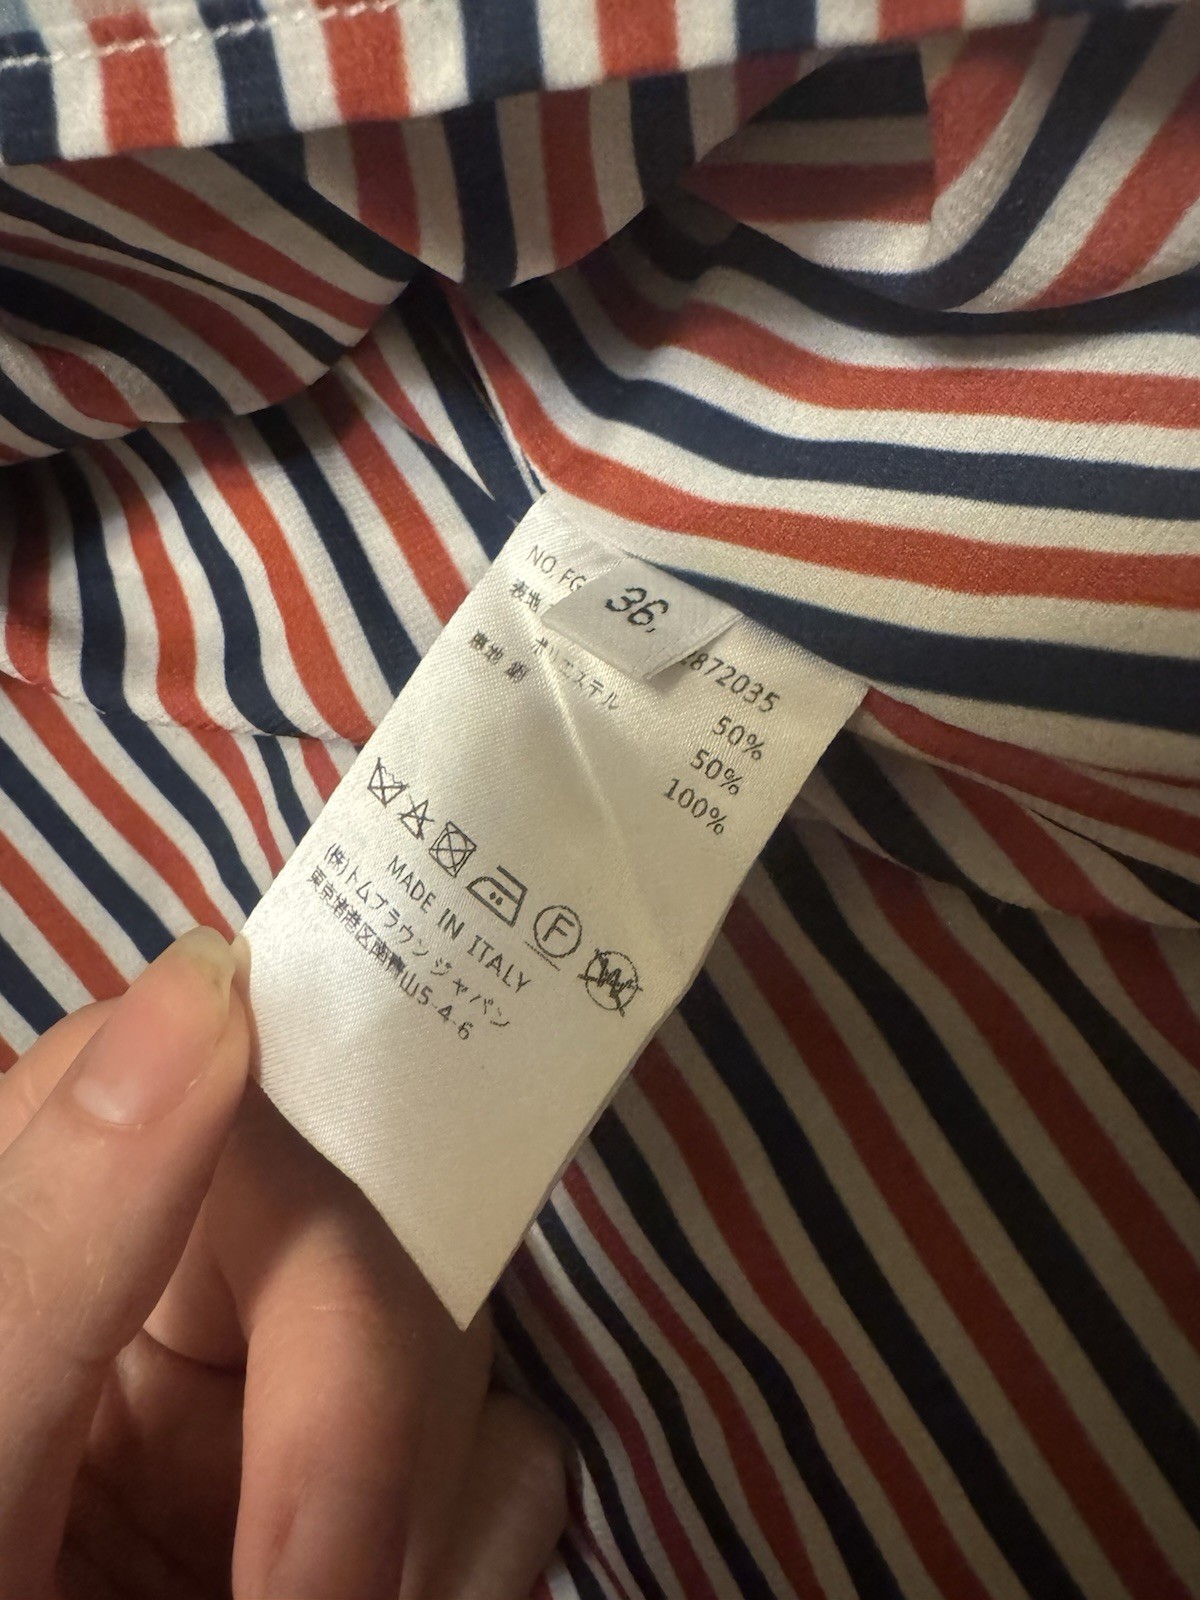 36.
NO. FG
2872035
表地
50%
ポリエステル
50%
裏地 絹
100%
F
W
MADE IN ITALY
(株)トムブラウン ジャパン
東京都港区南青山5-4-6